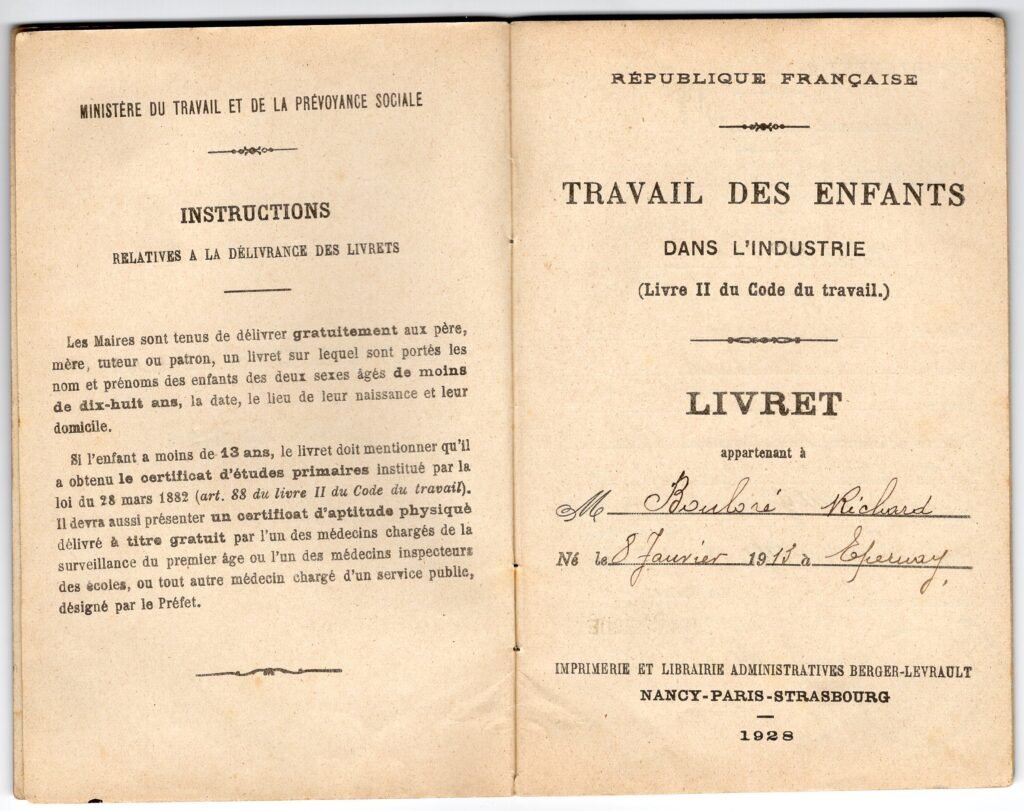 MINISTÈRE DU TRAVAIL ET DE LA PRÉVOYANCE SOCIALE
INSTRUCTIONS
RELATIVES A LA DÉLIVRANCE DES LIVRETS
Les Maires sont tenus de délivrer gratuitement aux père,
mère, tuteur ou patron, un livret sur lequel sont portés les
nom et prénoms des enfants des deux sexes âgés de moins
de dix-huit ans, la date, le lieu de leur naissance et leur
domicile.
Si l'enfant a moins de 13 ans, le livret doit mentionner qu'il
a obtenu le certificat d'études primaires institué par la
loi du 28 mars 1882 (art. 88 du livre II du Code du travail).
Il devra aussi présenter un certificat d'aptitude physique
délivré à titre gratuit par l'un des médecins chargés de la
surveillance du premier âge ou l'un des médecins inspecteurs
des écoles, ou tout autre médecin chargé d'un service public,
désigné par le Préfet.
RÉPUBLIQUE FRANÇAISE
TRAVAIL DES ENFANTS
DANS L'INDUSTRIE
(Livre II du Code du travail.)
LIVRET
appartenant à
M Bouloré Richard
Né le 8 Janvier 1913 à Epernay,
IMPRIMERIE ET LIBRAIRIE ADMINISTRATIVES BERGER-LEVRAULT
NANCY-PARIS-STRASBOURG
1928